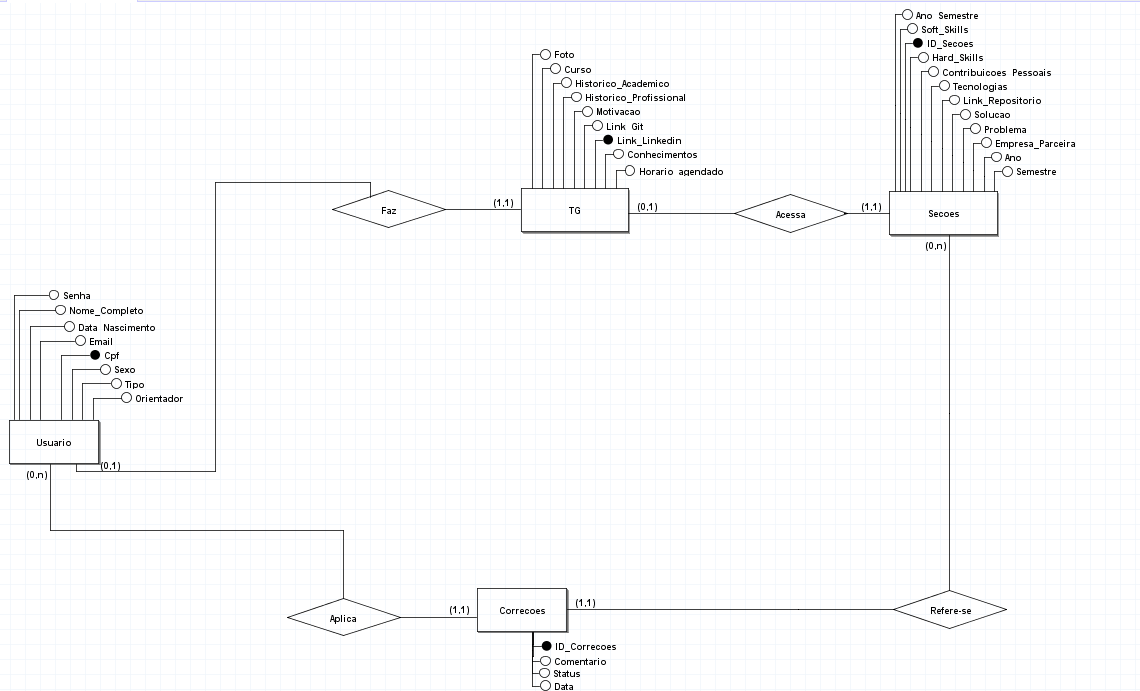 Ano Semestre
Soft_Skills
ID_Secoes
Hard_Skills
Contribuicoes Pessoais
Tecnologias
Link_Repositorio
Solucao
Problema
Empresa_Parceira
Ano
Semestre
Foto
Curso
Historico_Academico
Historico_Profissional
Motivacao
Link Git
Link_Linkedin
Conhecimentos
Horario agendado
Faz
(1,1)
TG
(0,1)
Acessa
(1,1)
Secoes
(0,n)
Senha
Nome_Completo
Data Nascimento
Email
Cpf
Sexo
Tipo
Orientador
Usuario
(0,1)
(0,n)
Aplica
(1,1)
Correcoes
(1,1)
Refere-se
ID_Correcoes
Comentario
Status
Data